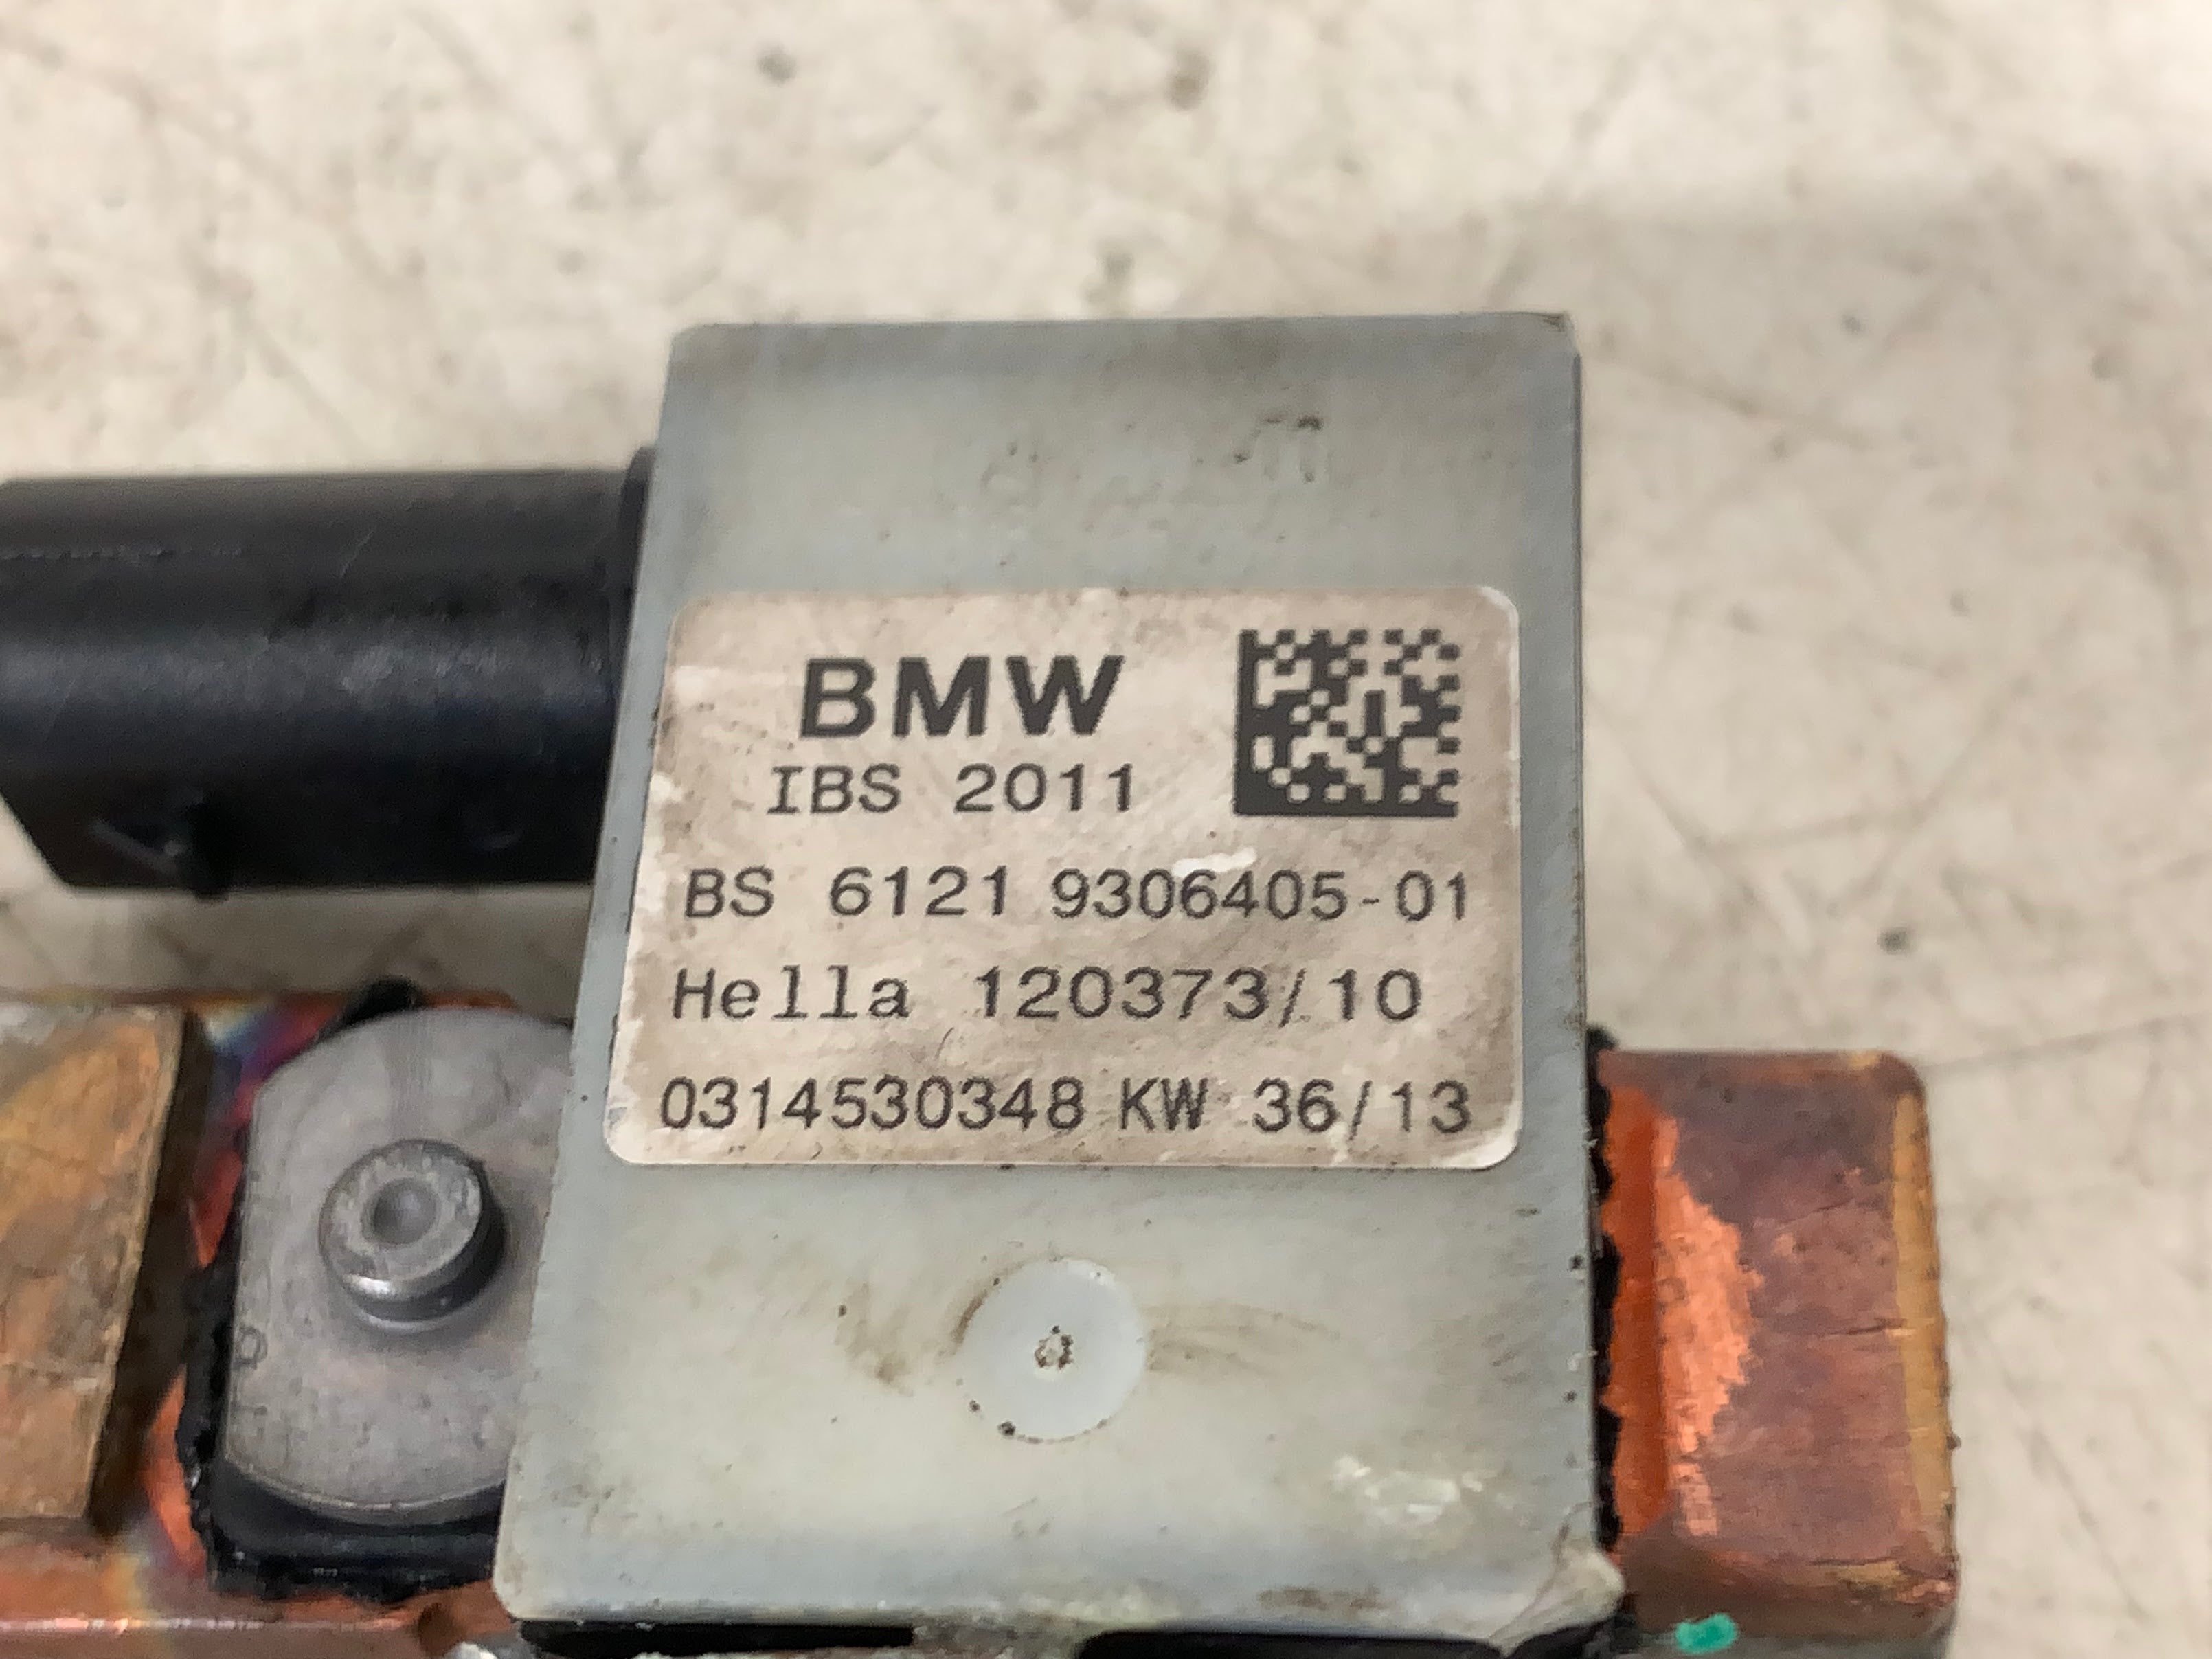 BMW
IBS 2011
BS 6121 9306405-01
Hella 120373/10
0314530348 KW 36/13